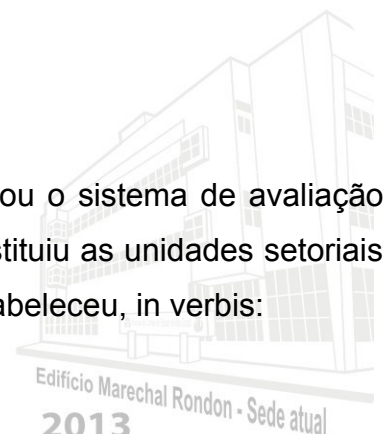 ou o sistema de avaliação
stituiu as unidades setoriais
abeleceu, in verbis:
Edifício Marechal Rondon - Sede atual
2013